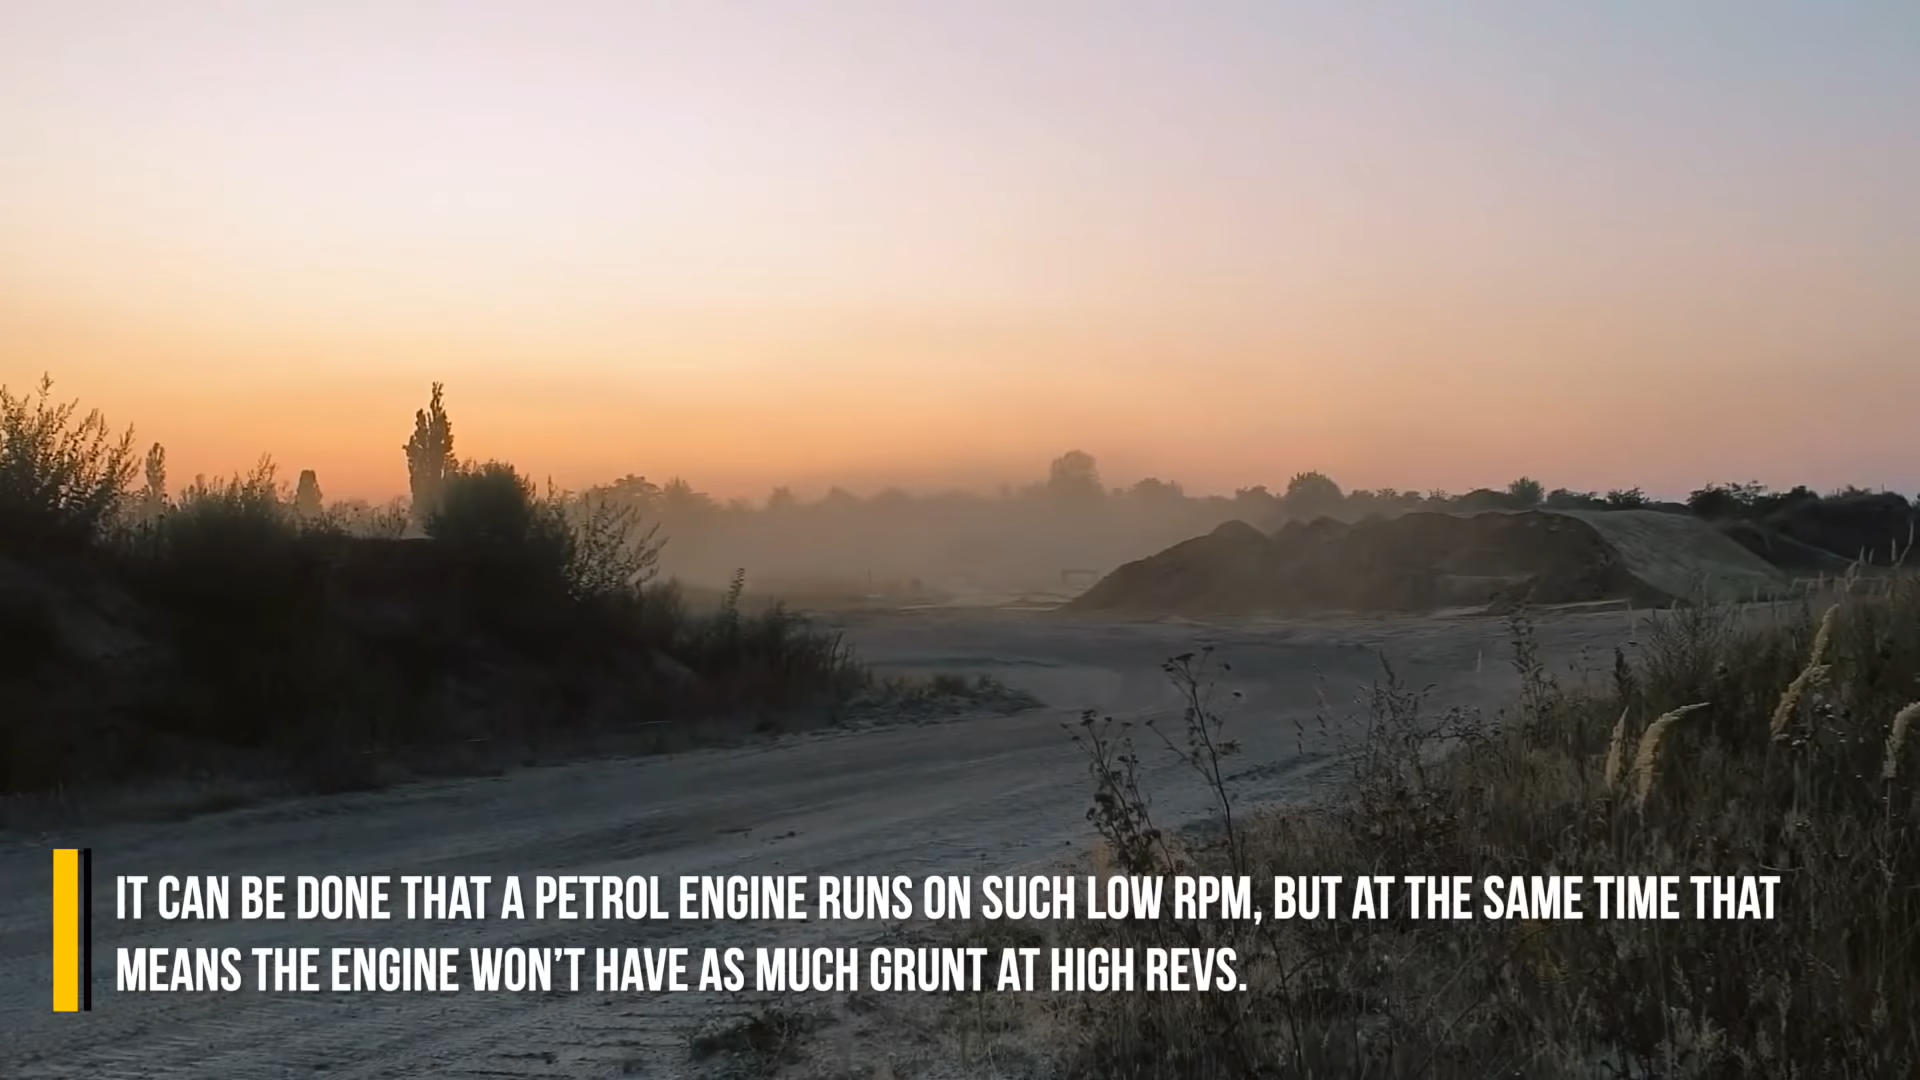 IT CAN BE DONE THAT A PETROL ENGINE RUNS ON SUCH LOW RPM, BUT AT THE SAME TIME THAT
MEANS THE ENGINE WON'T HAVE AS MUCH GRUNT AT HIGH REVS.